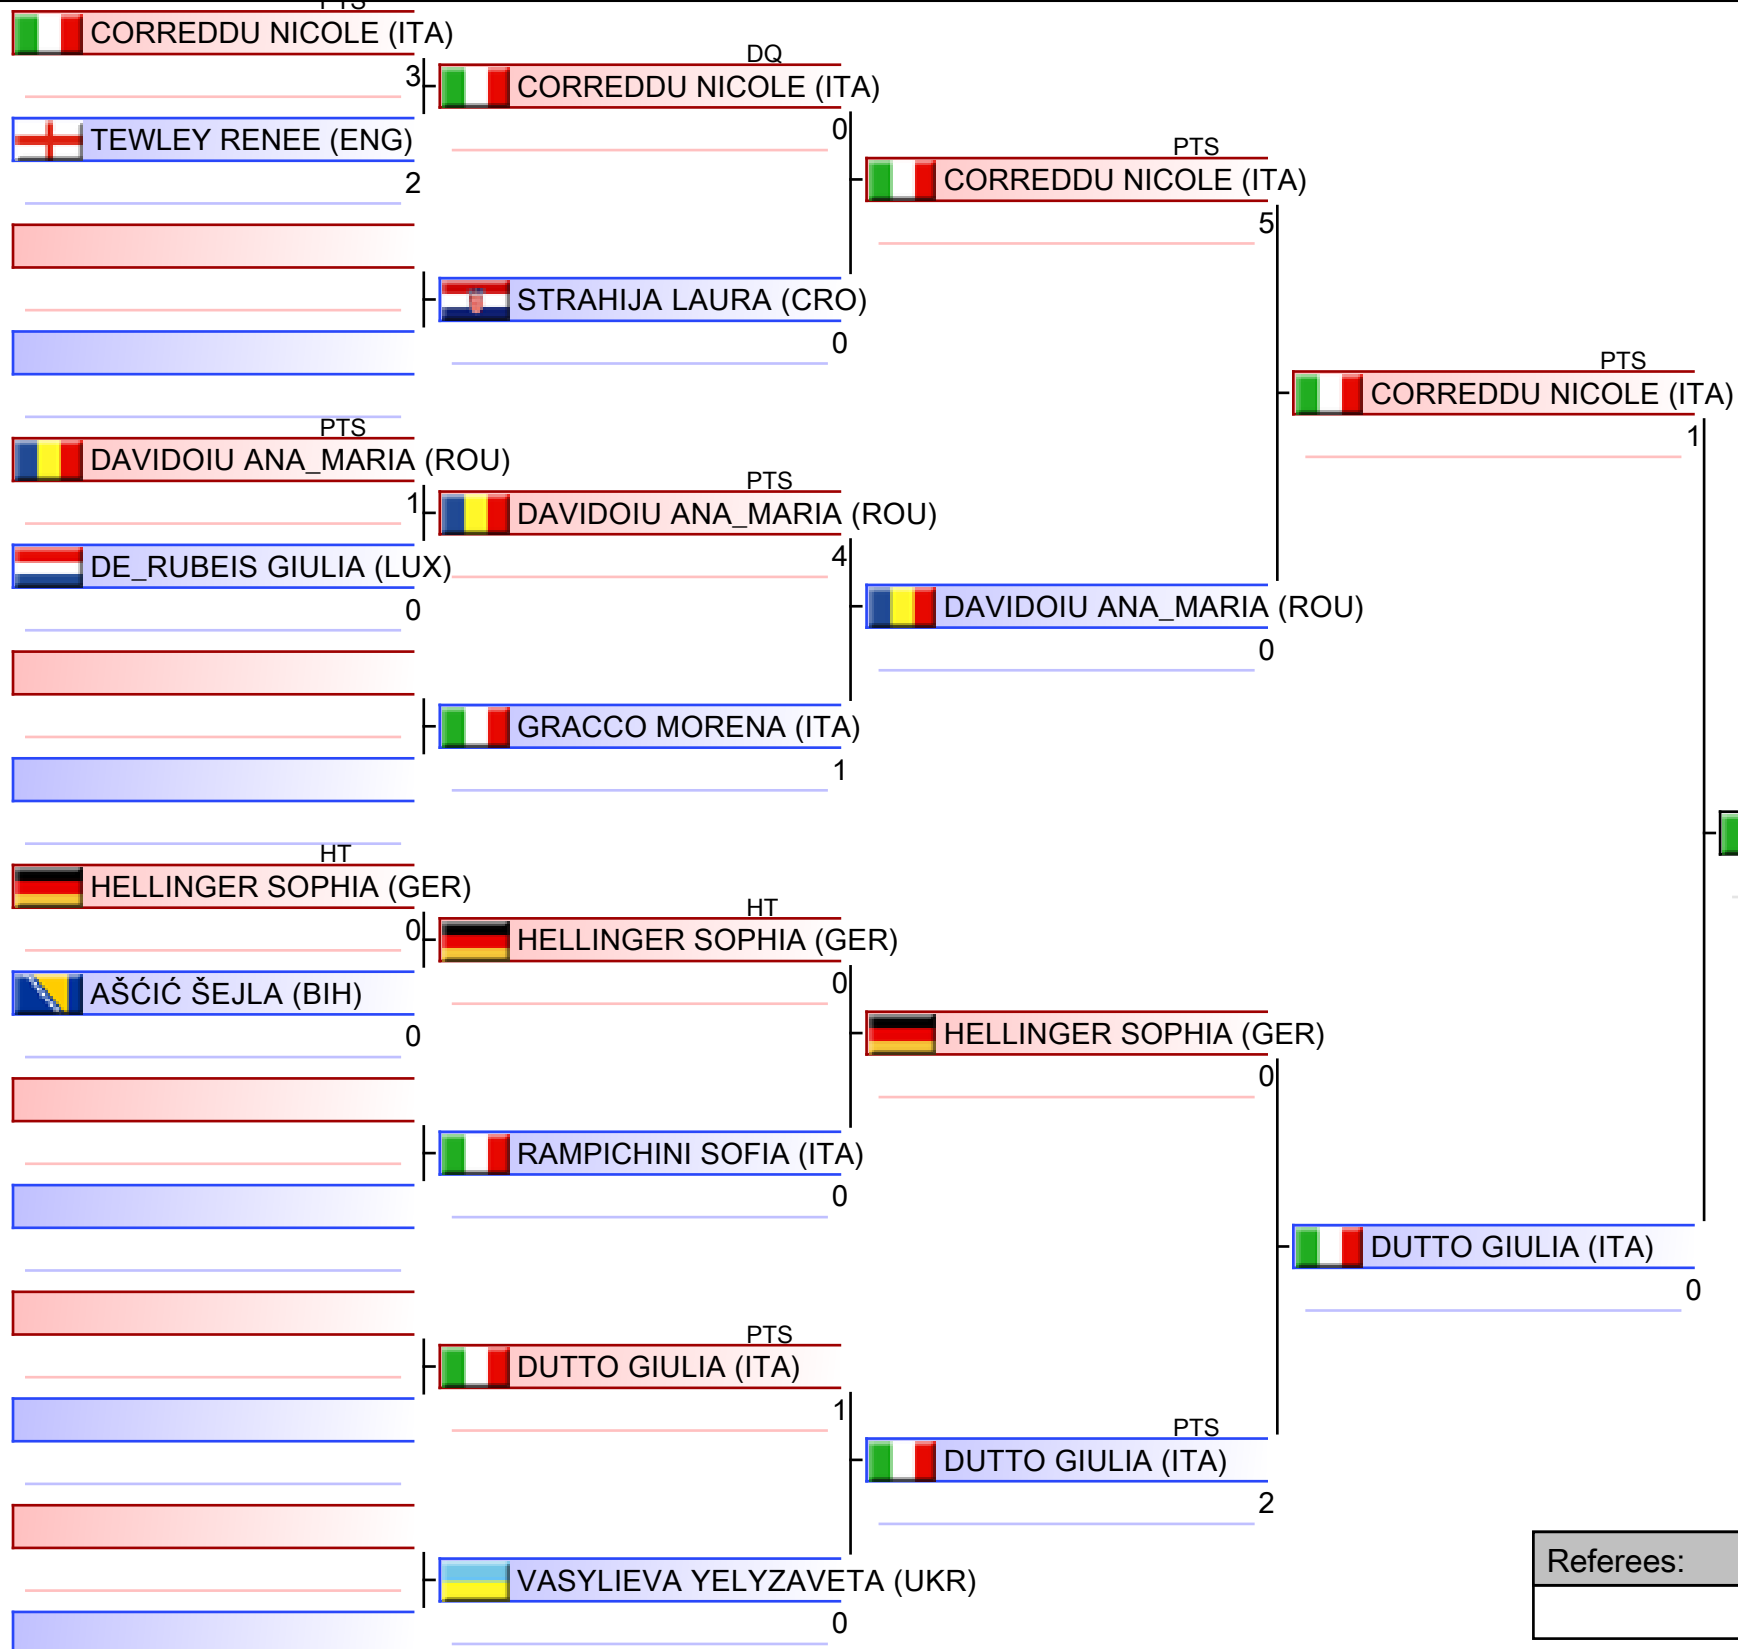 PTS
CORREDDU NICOLE (ITA)
3
TEWLEY RENEE (ENG)
2
PTS
DAVIDOIU ANA_MARIA (ROU)
1
DE_RUBEIS GIULIA (LUX)
0
HT
HELLINGER SOPHIA (GER)
0
AŠĆIĆ ŠEJLA (BIH)
0
DQ
CORREDDU NICOLE (ITA)
0
STRAHIJA LAURA (CRO)
0
PTS
DAVIDOIU ANA_MARIA (ROU)
4
GRACCO MORENA (ITA)
1
HT
HELLINGER SOPHIA (GER)
0
RAMPICHINI SOFIA (ITA)
0
PTS
DUTTO GIULIA (ITA)
1
VASYLIEVA YELYZAVETA (UKR)
0
PTS
CORREDDU NICOLE (ITA)
5
DAVIDOIU ANA_MARIA (ROU)
0
HELLINGER SOPHIA (GER)
0
PTS
DUTTO GIULIA (ITA)
2
PTS
CORREDDU NICOLE (ITA)
1
DUTTO GIULIA (ITA)
0
Referees: